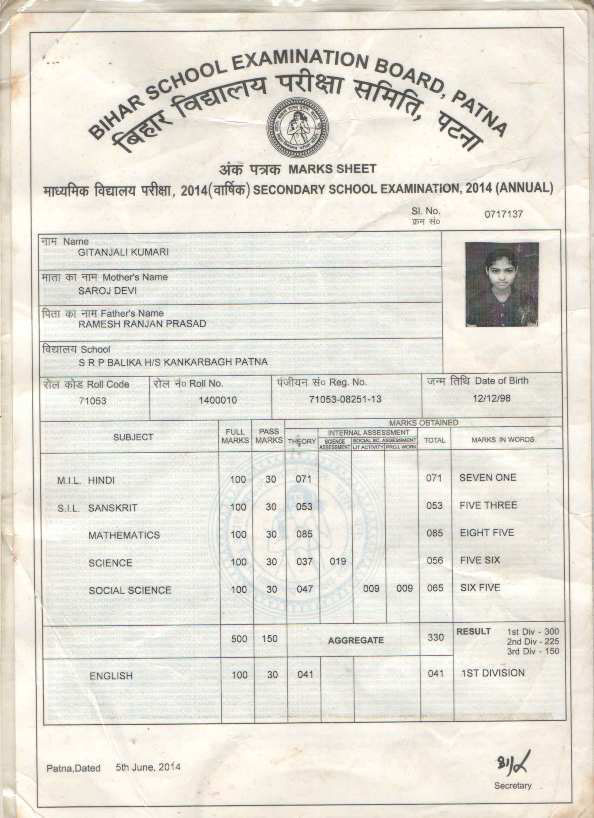 BIHAR SCHOOL EXAMINATION BOARD, PATNA
बिहार विद्यालय परीक्षा समिति, पटना
अंक पत्रक MARKS SHEET
माध्यमिक विद्यालय परीक्षा, 2014(वार्षिक) SECONDARY SCHOOL EXAMINATION, 2014 (ANNUAL)
Sl. No. 0717137
क्रम सं०
नाम Name
GITANJALI KUMARI
माता का नाम Mother's Name
SAROJ DEVI
पिता का नाम Father's Name
RAMESH RANJAN PRASAD
विद्यालय School
S R P BALIKA H/S KANKARBAGH PATNA
रोल कोड Roll Code रोल नं० Roll No. पंजीयन सं० Reg. No. जन्म तिथि Date of Birth
71053 1400010 71053-08251-13 12/12/98
SUBJECT FULL MARKS PASS MARKS MARKS OBTAINED
THEORY INTERNAL ASSESSMENT TOTAL MARKS IN WORDS
SCIENCE ASSESSMENT SOCIAL SC. ASSESSMENT
LIT ACTIVITY PROJ. WORK
M.I.L. HINDI 100 30 071 071 SEVEN ONE
S.I.L. SANSKRIT 100 30 053 053 FIVE THREE
MATHEMATICS 100 30 085 085 EIGHT FIVE
SCIENCE 100 30 037 019 056 FIVE SIX
SOCIAL SCIENCE 100 30 047 009 009 065 SIX FIVE
500 150 AGGREGATE 330 RESULT 1st Div - 300
2nd Div - 225
3rd Div - 150
ENGLISH 100 30 041 041 1ST DIVISION
Patna,Dated 5th June, 2014
Secretary